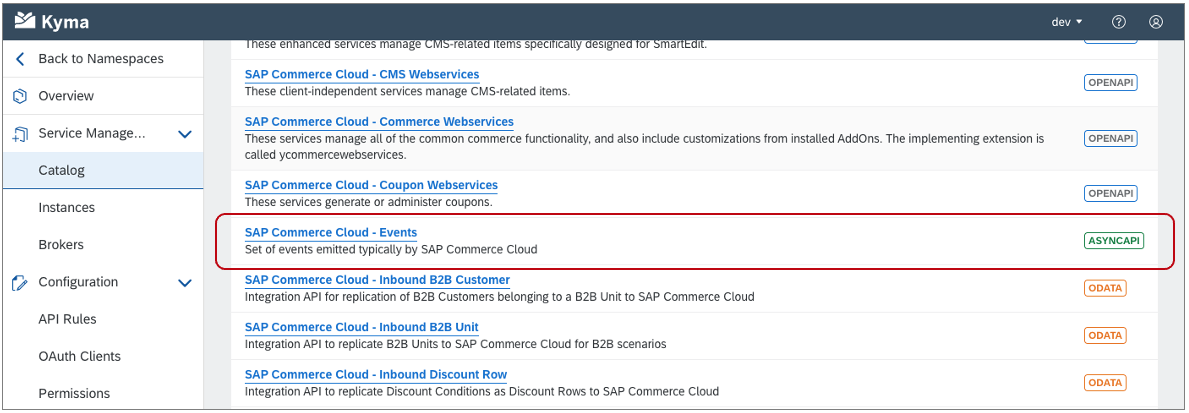 Kyma
dev
Back to Namespaces
Overview
Service Manage...
Catalog
Instances
Brokers
Configuration
API Rules
OAuth Clients
Permissions
These enhanced services manage CMS-related items specifically designed for SmartEdit.
SAP Commerce Cloud - CMS Webservices
These client-independent services manage CMS-related items.
OPENAPI
SAP Commerce Cloud - Commerce Webservices
These services manage all of the common commerce functionality, and also include customizations from installed AddOns. The implementing extension is
called ycommercewebservices.
OPENAPI
SAP Commerce Cloud - Coupon Webservices
These services generate or administer coupons.
OPENAPI
SAP Commerce Cloud - Events
Set of events emitted typically by SAP Commerce Cloud
ASYNCAPI
SAP Commerce Cloud - Inbound B2B Customer
Integration API for replication of B2B Customers belonging to a B2B Unit to SAP Commerce Cloud
ODATA
SAP Commerce Cloud - Inbound B2B Unit
Integration API to replicate B2B Units to SAP Commerce Cloud for B2B scenarios
ODATA
SAP Commerce Cloud - Inbound Discount Row
Integration API to replicate Discount Conditions as Discount Rows to SAP Commerce Cloud
ODATA